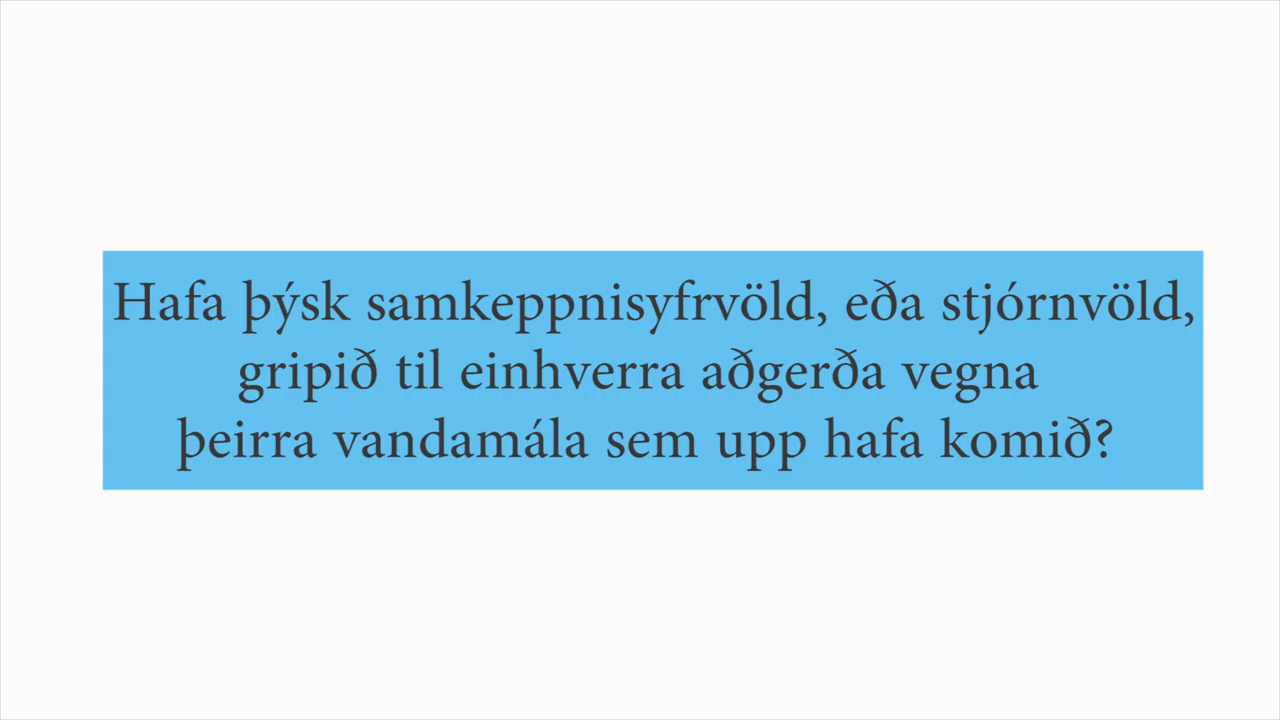 Hafa þýsk samkeppnisyfrvöld, eða stjórnvöld,
gripið til einhverra aðgerða vegna
þeirra vandamála sem upp hafa komið?